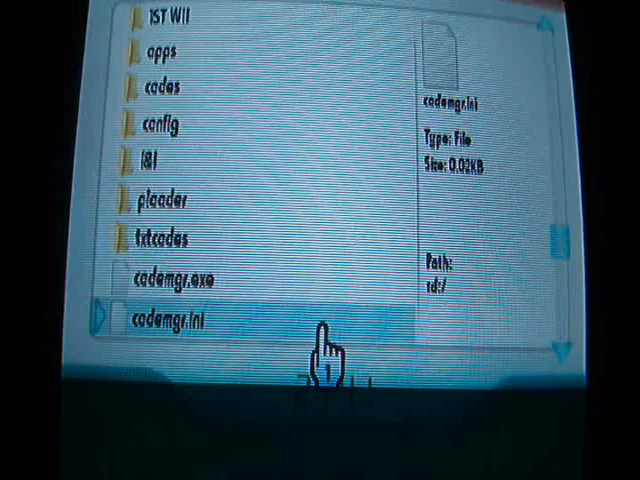 1ST Wii
apps
codes
config
ploader
txtcodes
codemgr.exe
codemgr.ini
codemgr.ini
Type: File
Size: 0.02KB
Path:
1